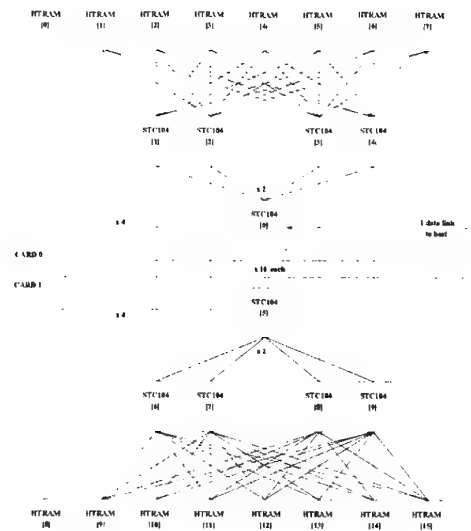 HTRAM HTRAM HTRAM HTRAM HTRAM HTRAM HTRAM HTRAM
[0] [1] [2] [3] [4] [5] [6] [7]
STC104 STC104 STC104 STC104
[1] [2] [3] [4]
x 2
STC104
[0]
x 4
1 data link
to host
CARD 0
x 16 each
CARD 1
STC104
[5]
x 4
x 2
STC104 STC104 STC104 STC104
[6] [7] [8] [9]
HTRAM HTRAM HTRAM HTRAM HTRAM HTRAM HTRAM HTRAM
[8] [9] [10] [11] [12] [13] [14] [15]